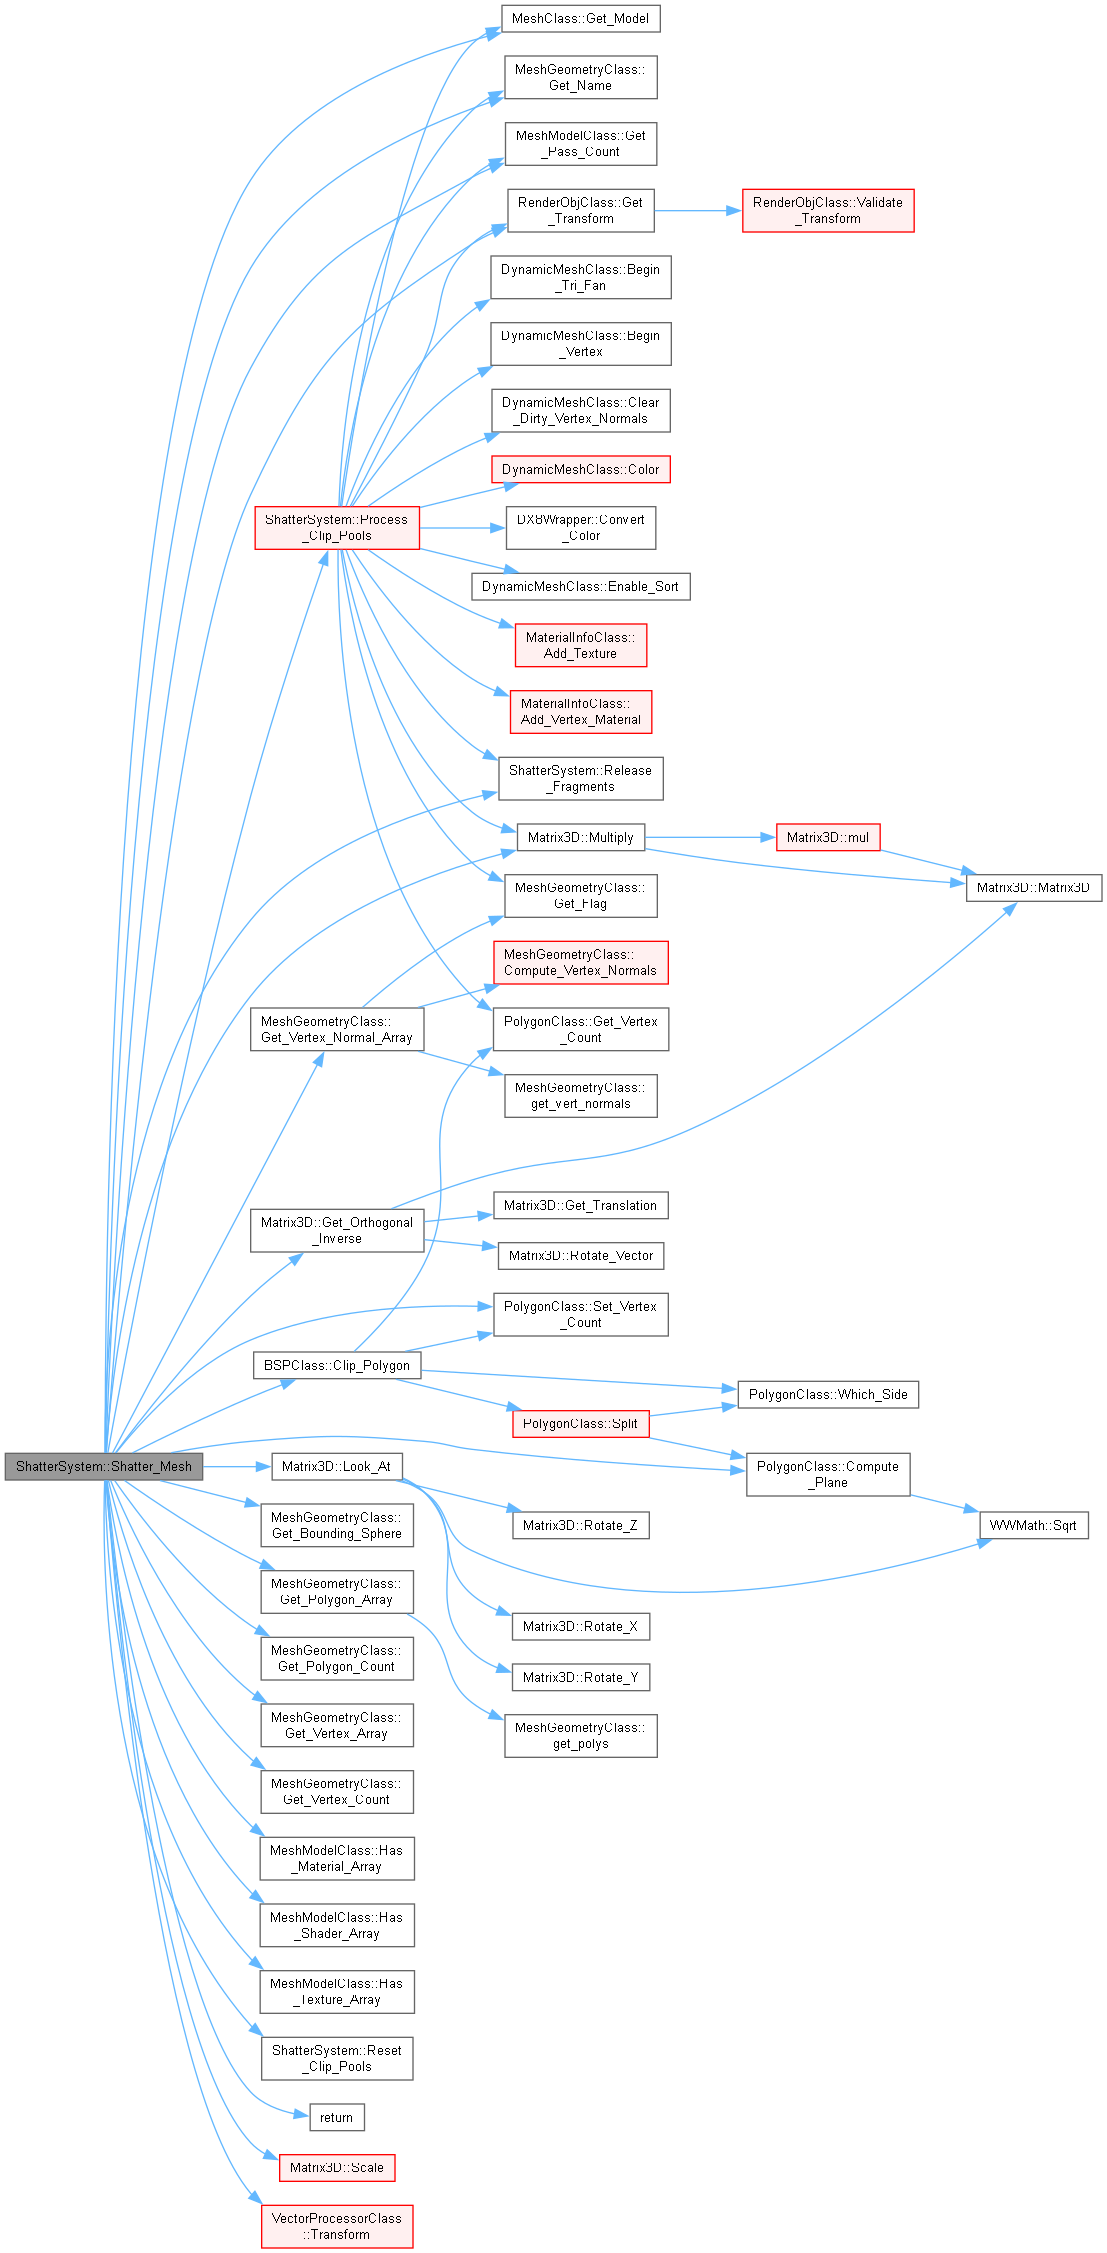 MeshClass::Get_Model
MeshGeometryClass::
Get_Name
MeshModelClass::Get
_Pass_Count
RenderObjClass::Get
_Transform
RenderObjClass::Validate
_Transform
DynamicMeshClass::Begin
_Tri_Fan
DynamicMeshClass::Begin
_Vertex
DynamicMeshClass::Clear
_Dirty_Vertex_Normals
DynamicMeshClass::Color
ShatterSystem::Process
_Clip_Pools
DX8Wrapper::Convert
_Color
DynamicMeshClass::Enable_Sort
MaterialInfoClass::
Add_Texture
MaterialInfoClass::
Add_Vertex_Material
ShatterSystem::Release
_Fragments
Matrix3D::Multiply
Matrix3D::mul
Matrix3D::Matrix3D
MeshGeometryClass::
Get_Flag
MeshGeometryClass::
Compute_Vertex_Normals
MeshGeometryClass::
Get_Vertex_Normal_Array
PolygonClass::Get_Vertex
_Count
MeshGeometryClass::
get_vert_normals
Matrix3D::Get_Translation
Matrix3D::Get_Orthogonal
_Inverse
Matrix3D::Rotate_Vector
PolygonClass::Set_Vertex
_Count
BSPClass::Clip_Polygon
PolygonClass::Which_Side
PolygonClass::Split
ShatterSystem::Shatter_Mesh
Matrix3D::Look_At
PolygonClass::Compute
_Plane
MeshGeometryClass::
Get_Bounding_Sphere
Matrix3D::Rotate_Z
WWMath::Sqrt
MeshGeometryClass::
Get_Polygon_Array
Matrix3D::Rotate_X
MeshGeometryClass::
Get_Polygon_Count
Matrix3D::Rotate_Y
MeshGeometryClass::
Get_Vertex_Array
MeshGeometryClass::
get_polys
MeshGeometryClass::
Get_Vertex_Count
MeshModelClass::Has
_Material_Array
MeshModelClass::Has
_Shader_Array
MeshModelClass::Has
_Texture_Array
ShatterSystem::Reset
_Clip_Pools
return
Matrix3D::Scale
VectorProcessorClass
::Transform